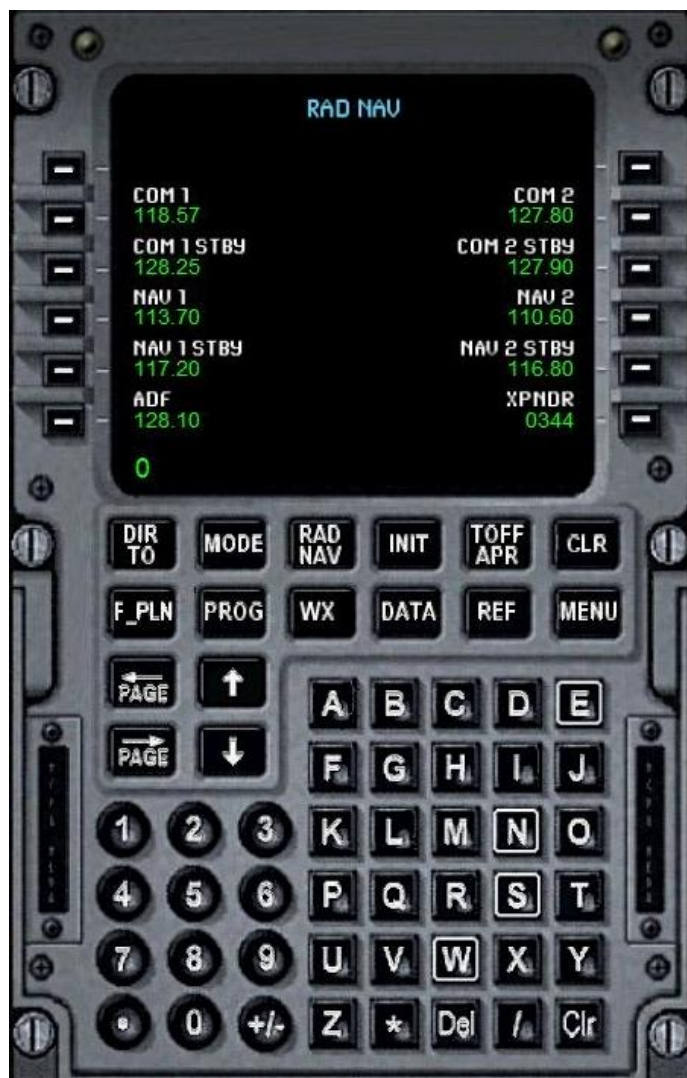 RAD NAV
COM 1 COM 2
118.57 127.80
COM 1 STBY COM 2 STBY
128.25 127.90
NAV 1 NAV 2
113.70 110.60
NAV 1 STBY NAV 2 STBY
117.20 116.80
ADF XPNDR
128.10 0344
0
DIR TO MODE RAD NAV INIT TOFF APR CLR
F_PLN PROG WX DATA REF MENU
PAGE
A B C D E
PAGE
F G H I J
1 2 3 K L M N O
4 5 6 P Q R S T
7 8 9 U V W X Y
. 0 +/- Z * Del / Clr